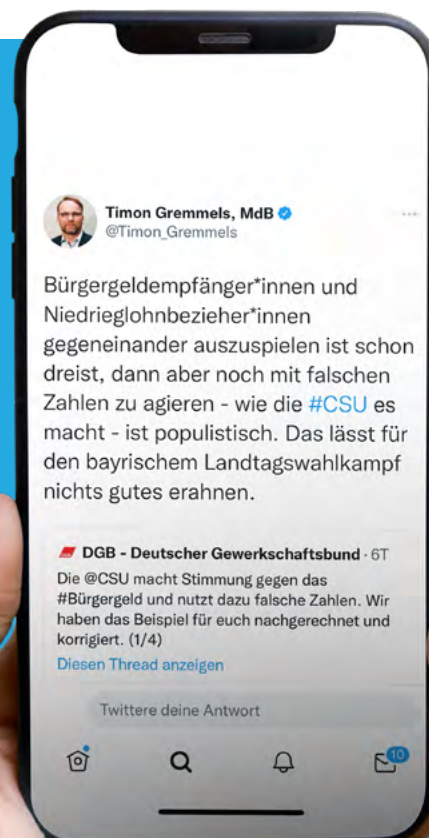 Timon Gremmels, MdB
@Timon_Gremmels
Bürgergeldempfänger*innen und
Niedrieglohnbezieher*innen
gegeneinander auszuspielen ist schon
dreist, dann aber noch mit falschen
Zahlen zu agieren - wie die #CSU es
macht - ist populistisch. Das lässt für
den bayrischem Landtagswahlkampf
nichts gutes erahnen.
DGB - Deutscher Gewerkschaftsbund · 6T
Die @CSU macht Stimmung gegen das
#Bürgergeld und nutzt dazu falsche Zahlen. Wir
haben das Beispiel für euch nachgerechnet und
korrigiert. (1/4)
Diesen Thread anzeigen
Twittere deine Antwort
10